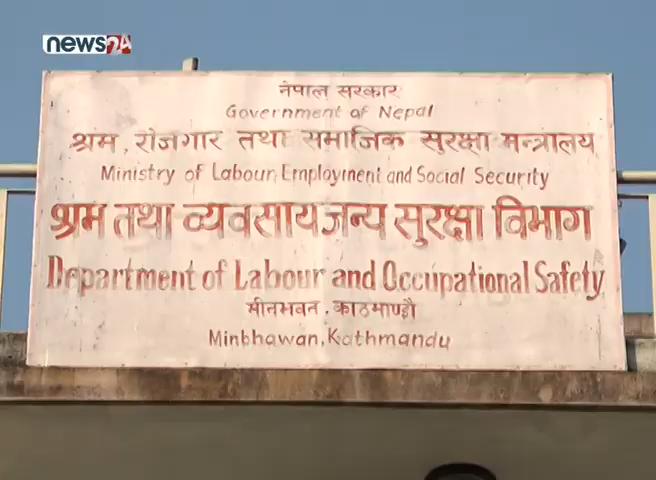 news24
नेपाल सरकार
Government of Nepal
श्रम, रोजगार तथा समाजिक सुरक्षा मन्त्रालय
Ministry of Labour, Employment and Social Security
श्रम तथा व्यवसायजन्य सुरक्षा विभाग
Department of Labour and Occupational Safety
मीनभवन, काठमाण्डौ
Minbhawan, Kathmandu